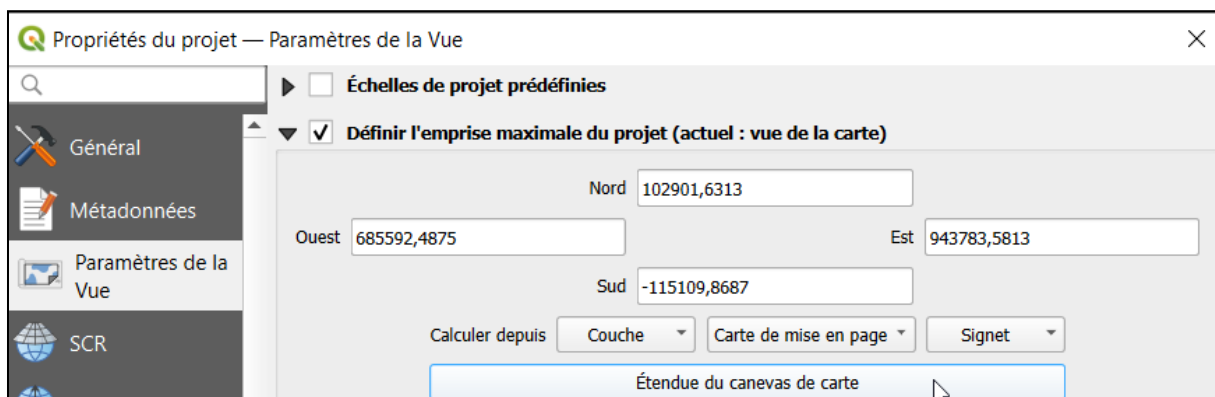 Propriétés du projet — Paramètres de la Vue
Échelles de projet prédéfinies
Général
Définir l'emprise maximale du projet (actuel : vue de la carte)
Métadonnées
Nord 102901,6313
Ouest 685592,4875 Est 943783,5813
Paramètres de la
Vue
Sud -115109,8687
SCR
Calculer depuis Couche Carte de mise en page Signet
Étendue du canevas de carte